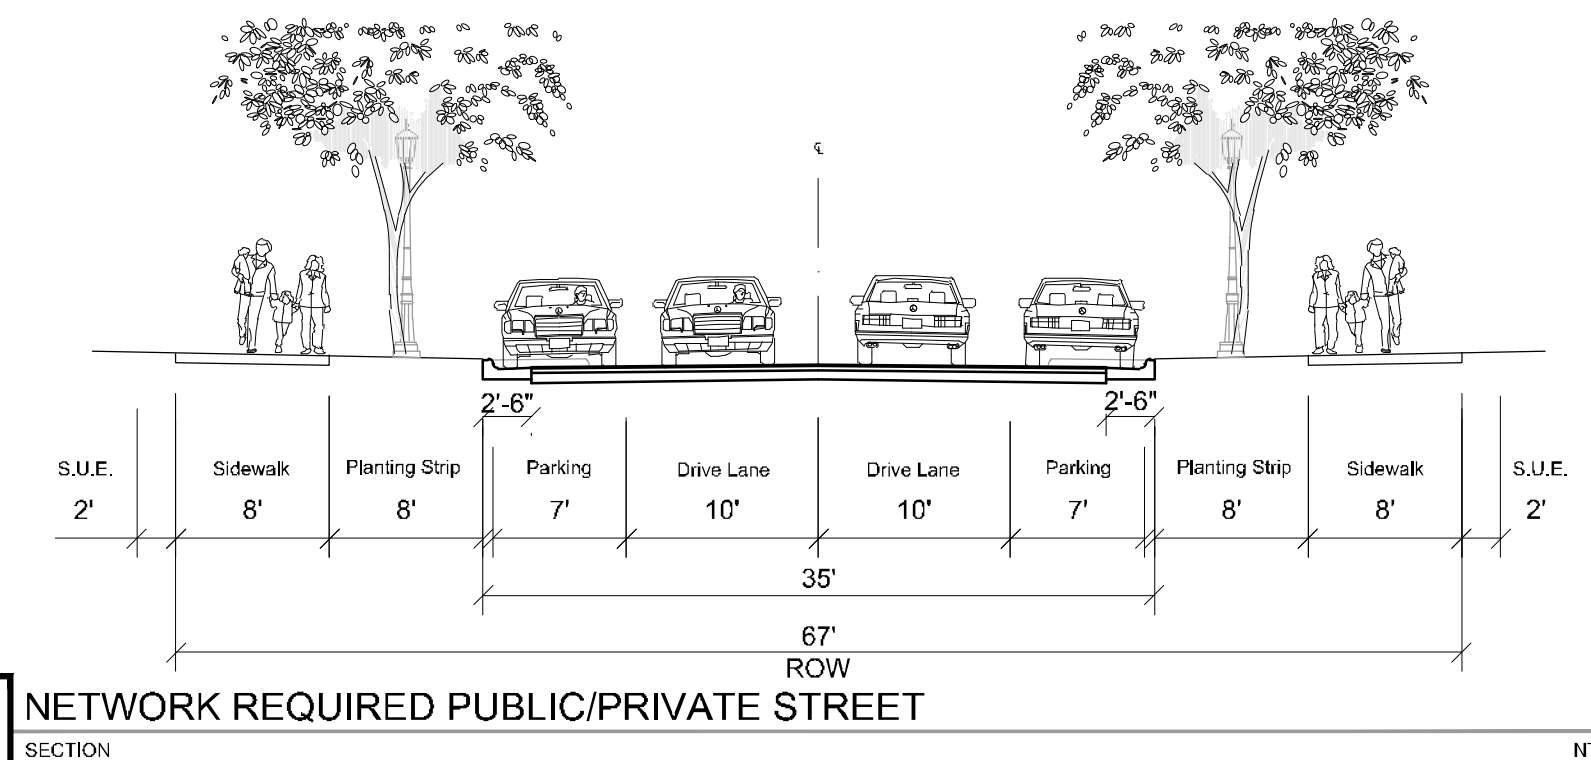 ℄
2'-6" 2'-6"
S.U.E. Sidewalk Planting Strip Parking Drive Lane Drive Lane Parking Planting Strip Sidewalk S.U.E.
2' 8' 8' 7' 10' 10' 7' 8' 8' 2'
35'
67'
ROW
NETWORK REQUIRED PUBLIC/PRIVATE STREET
SECTION